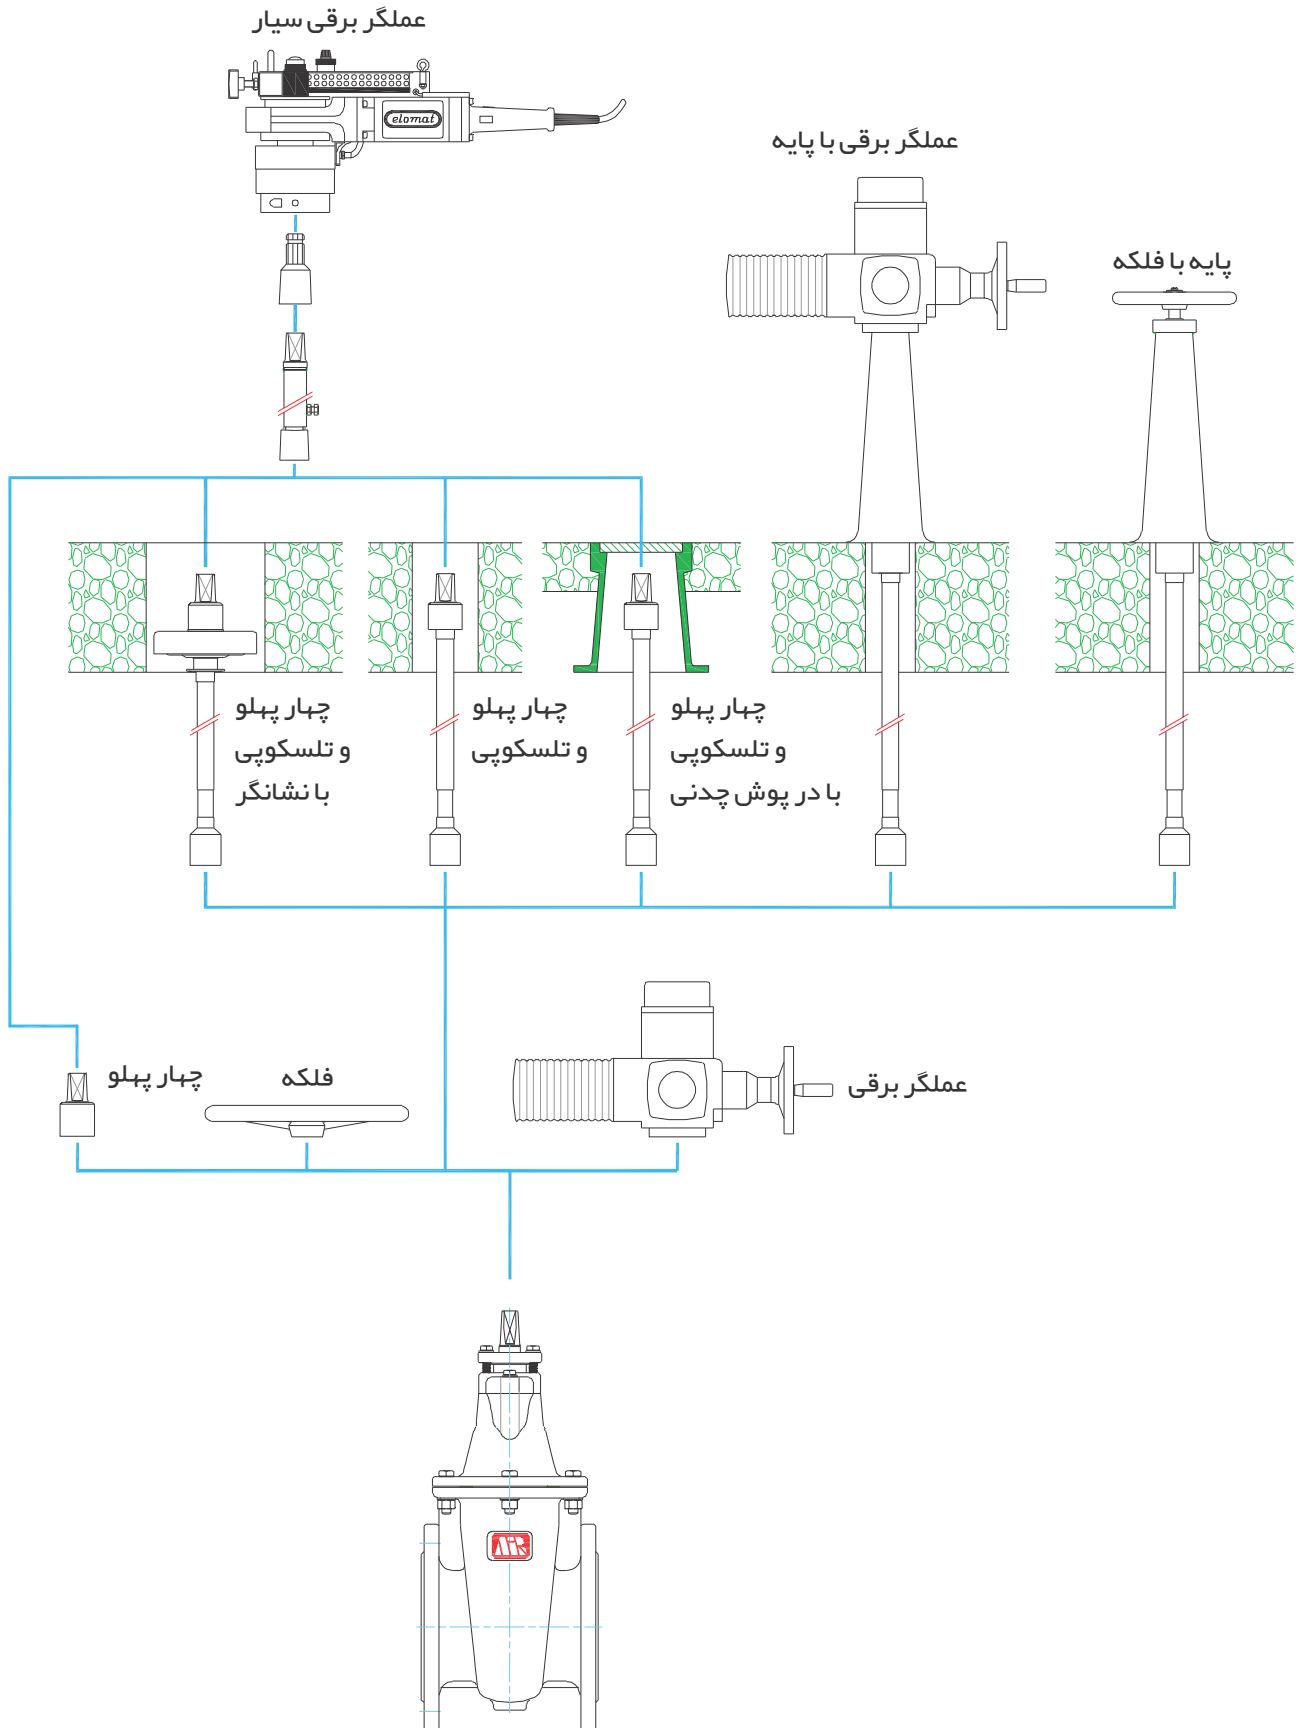 عملگر برقی سیار
elomat
عملگر برقی با پایه
پایه با فلکه
چهار پهلو
و تلسکوپی
با نشانگر
چهار پهلو
و تلسکوپی
چهار پهلو
و تلسکوپی
با در پوش چدنی
چهار پهلو
فلکه
عملگر برقی